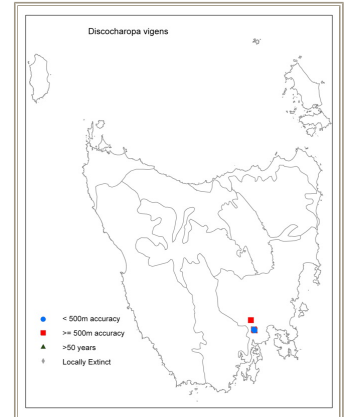 Discocharopa vigens
< 500m accuracy
>= 500m accuracy
>50 years
Locally Extinct